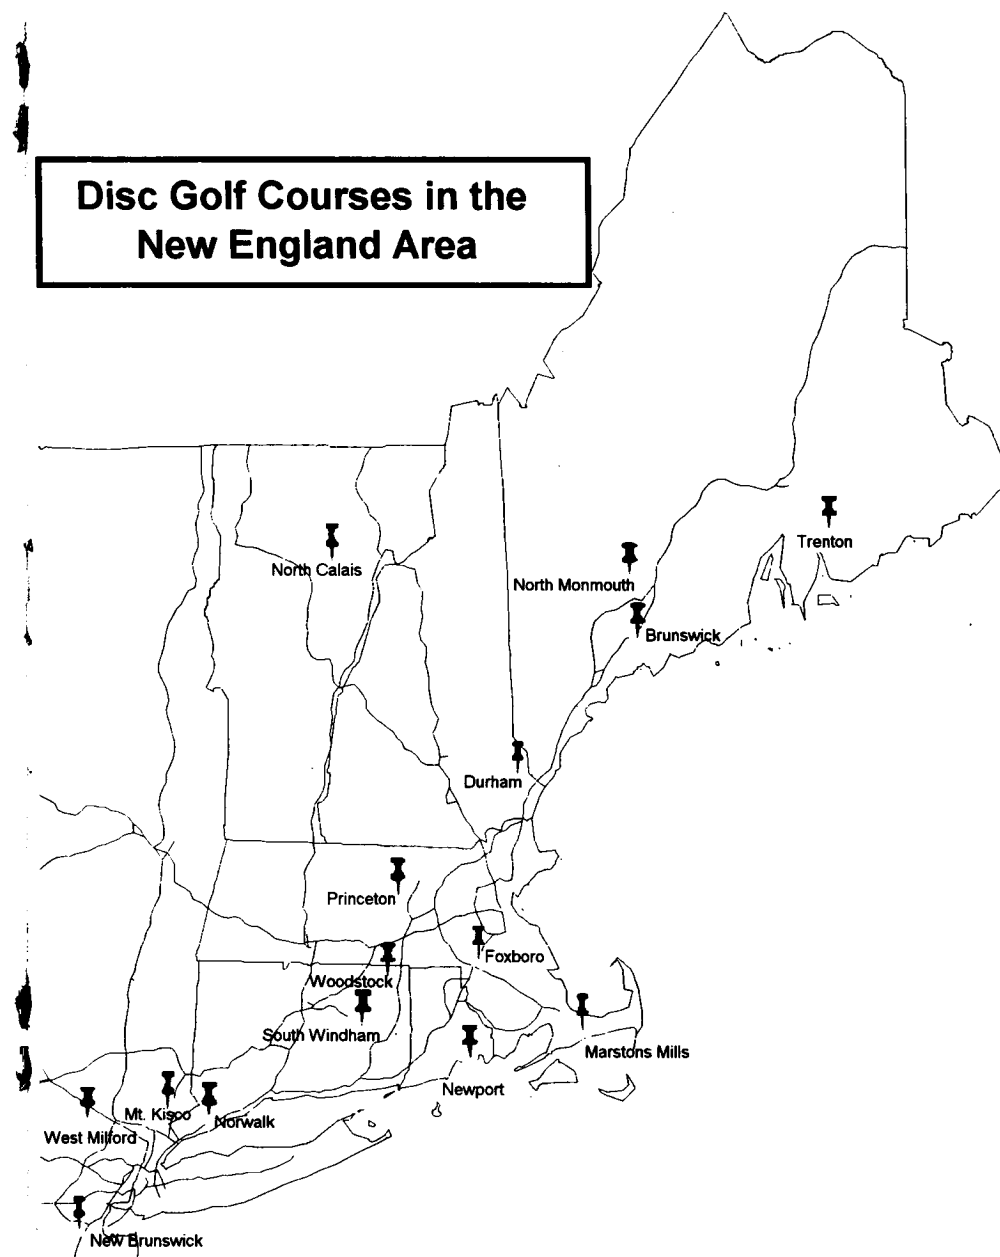 Disc Golf Courses in the
New England Area
Trenton
North Calais
North Monmouth
Brunswick
Durham
Princeton
Foxboro
Woodstock
South Windham
Marstons Mills
Newport
Mt. Kisco
Norwalk
West Milford
New Brunswick